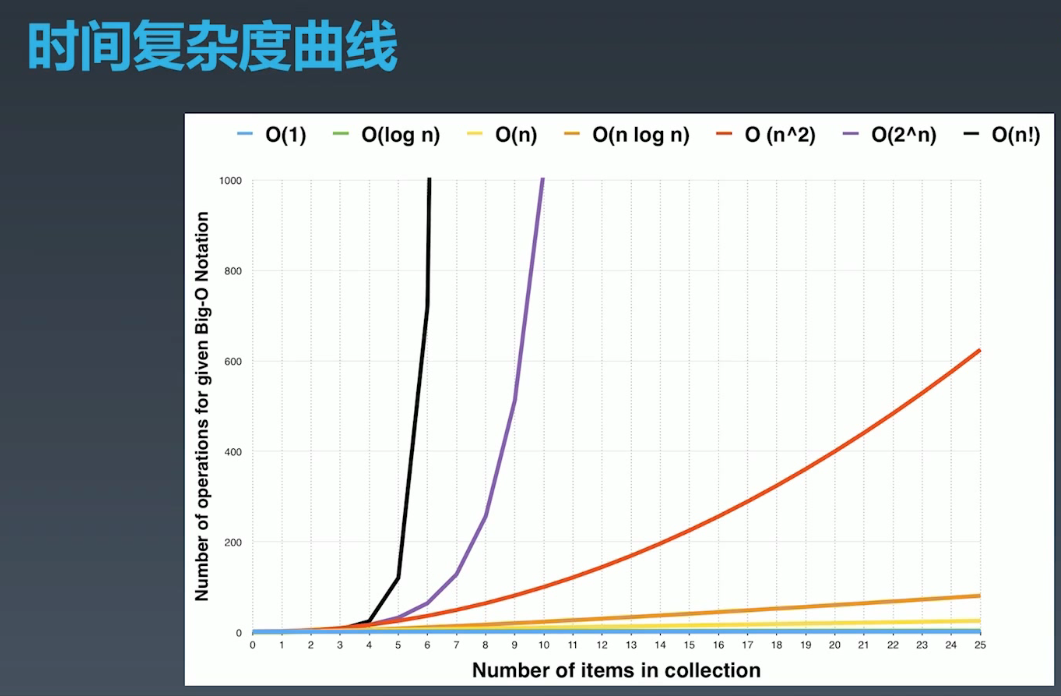 时间复杂度曲线
O(1) O(log n) O(n) O(n log n) O (n^2) O(2^n) O(n!)
Number of operations for given Big-O Notation
1000
800
600
400
200
0
0 1 2 3 4 5 6 7 8 9 10 11 12 13 14 15 16 17 18 19 20 21 22 23 24 25
Number of items in collection